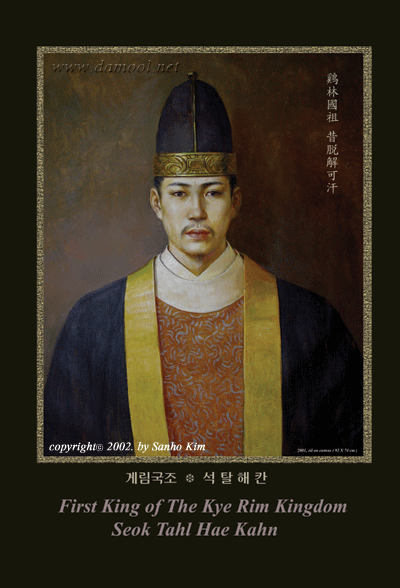 www.damool.net
鷄林國祖 昔脱解可汗
copyright© 2002. by Sanho Kim
2001, oil on canvas ( 93 X 74 cm )
계림국조 ❊ 석 탈 해 칸
First King of The Kye Rim Kingdom
Seok Tahl Hae Kahn